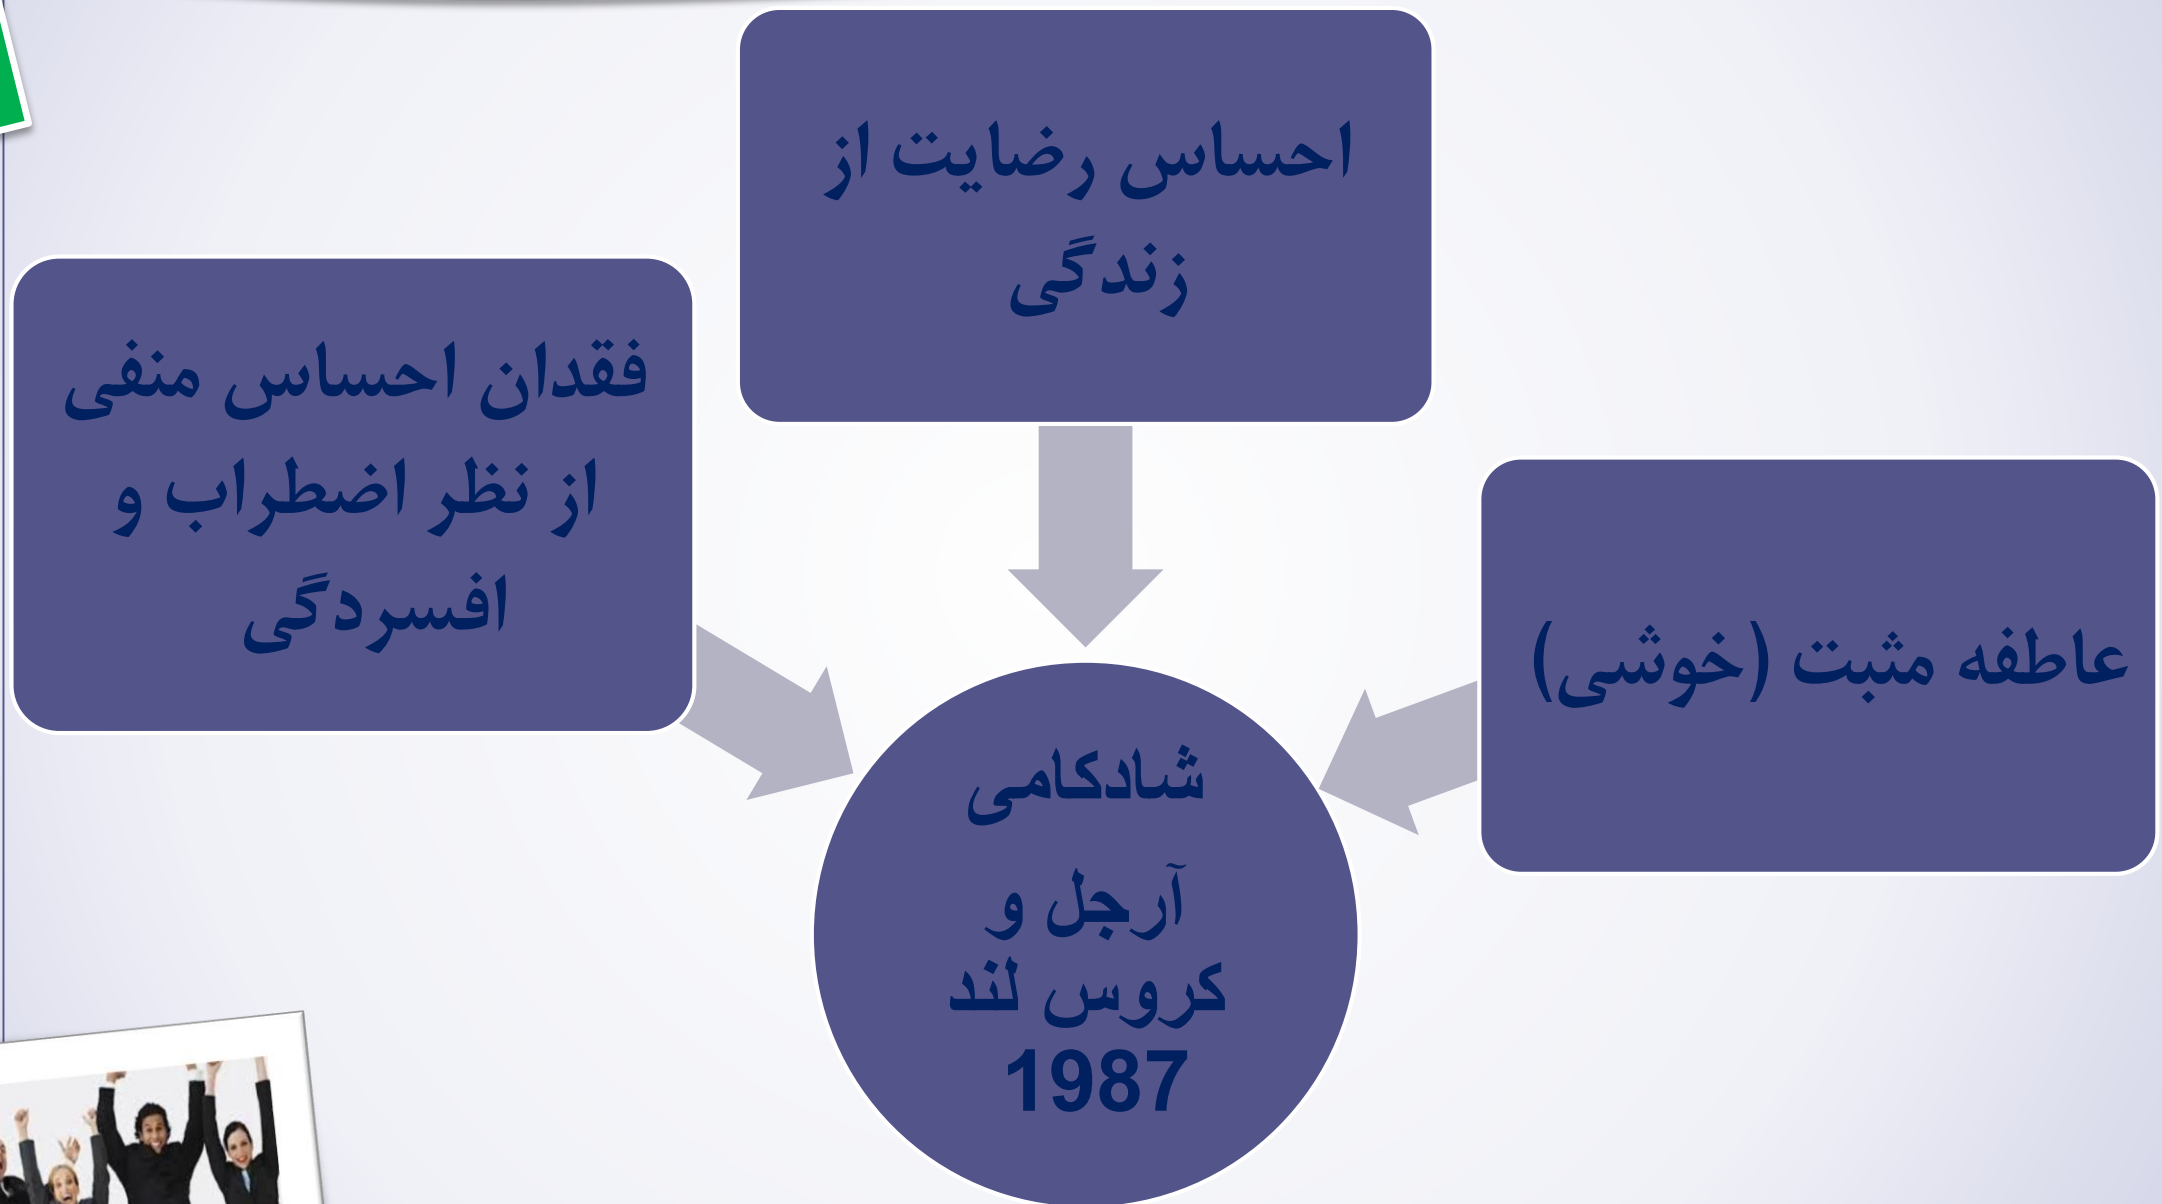 احساس رضایت از
زندگی
فقدان احساس منفی
از نظر اضطراب و
افسردگی
عاطفه مثبت (خوشی)
شادکامی
آرجل و
کروس لند
1987